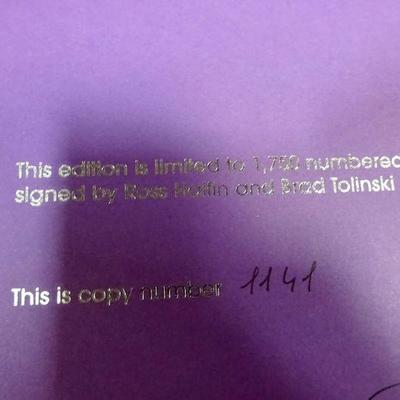 This edition is limited to 1,750 numbered
signed by Ross Halfin and Brad Tolinski
This is copy number 1141